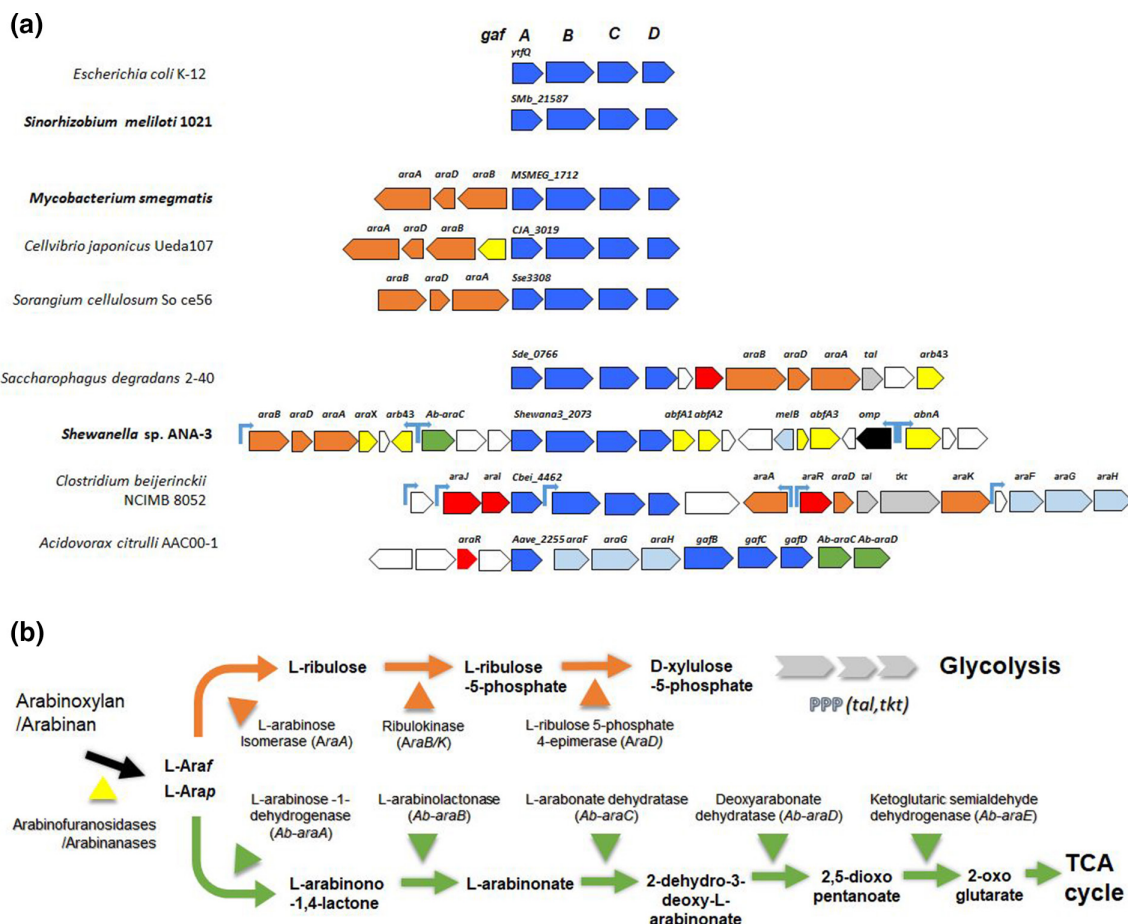 (a)
gaf A B C D
ytfQ
Escherichia coli K-12
SMb_21587
Sinorhizobium meliloti 1021
araA araD araB MSMEG_1712
Mycobacterium smegmatis
araA araD araB CJA_3019
Cellvibrio japonicus Ueda107
araB araD araA Sse3308
Sorangium cellulosum So ce56
Sde_0766 araB araD araA tal arb43
Saccharophagus degradans 2-40
araB araD araA araX arb43 Ab-araC Shewana3_2073 abfA1 abfA2 melB abfA3 omp abnA
Shewanella sp. ANA-3
Clostridium beijerinckii
NCIMB 8052
araJ araI Cbei_4462 araA araR araD tal tkt araK araF araG araH
Acidovorax citrulli AAC00-1
araR Aave_2255 araF araG araH gafB gafC gafD Ab-araC Ab-araD
(b)
Arabinoxylan
/Arabinan
L-Araf
L-Arap
Arabinofuranosidases
/Arabinanases
L-ribulose
L-ribulose
-5-phosphate
D-xylulose
-5-phosphate
Glycolysis
PPP (tal,tkt)
L-arabinose
Isomerase (AraA)
Ribulokinase
(AraB/K)
L-ribulose 5-phosphate
4-epimerase (AraD)
L-arabinose -1-
dehydrogenase
(Ab-araA)
L-arabinolactonase
(Ab-araB)
L-arabonate dehydratase
(Ab-araC)
Deoxyarabonate
dehydratase (Ab-araD)
Ketoglutaric semialdehyde
dehydrogenase (Ab-araE)
L-arabinono
-1,4-lactone
L-arabinonate
2-dehydro-3-
deoxy-L-
arabinonate
2,5-dioxo
pentanoate
2-oxo
glutarate
TCA
cycle